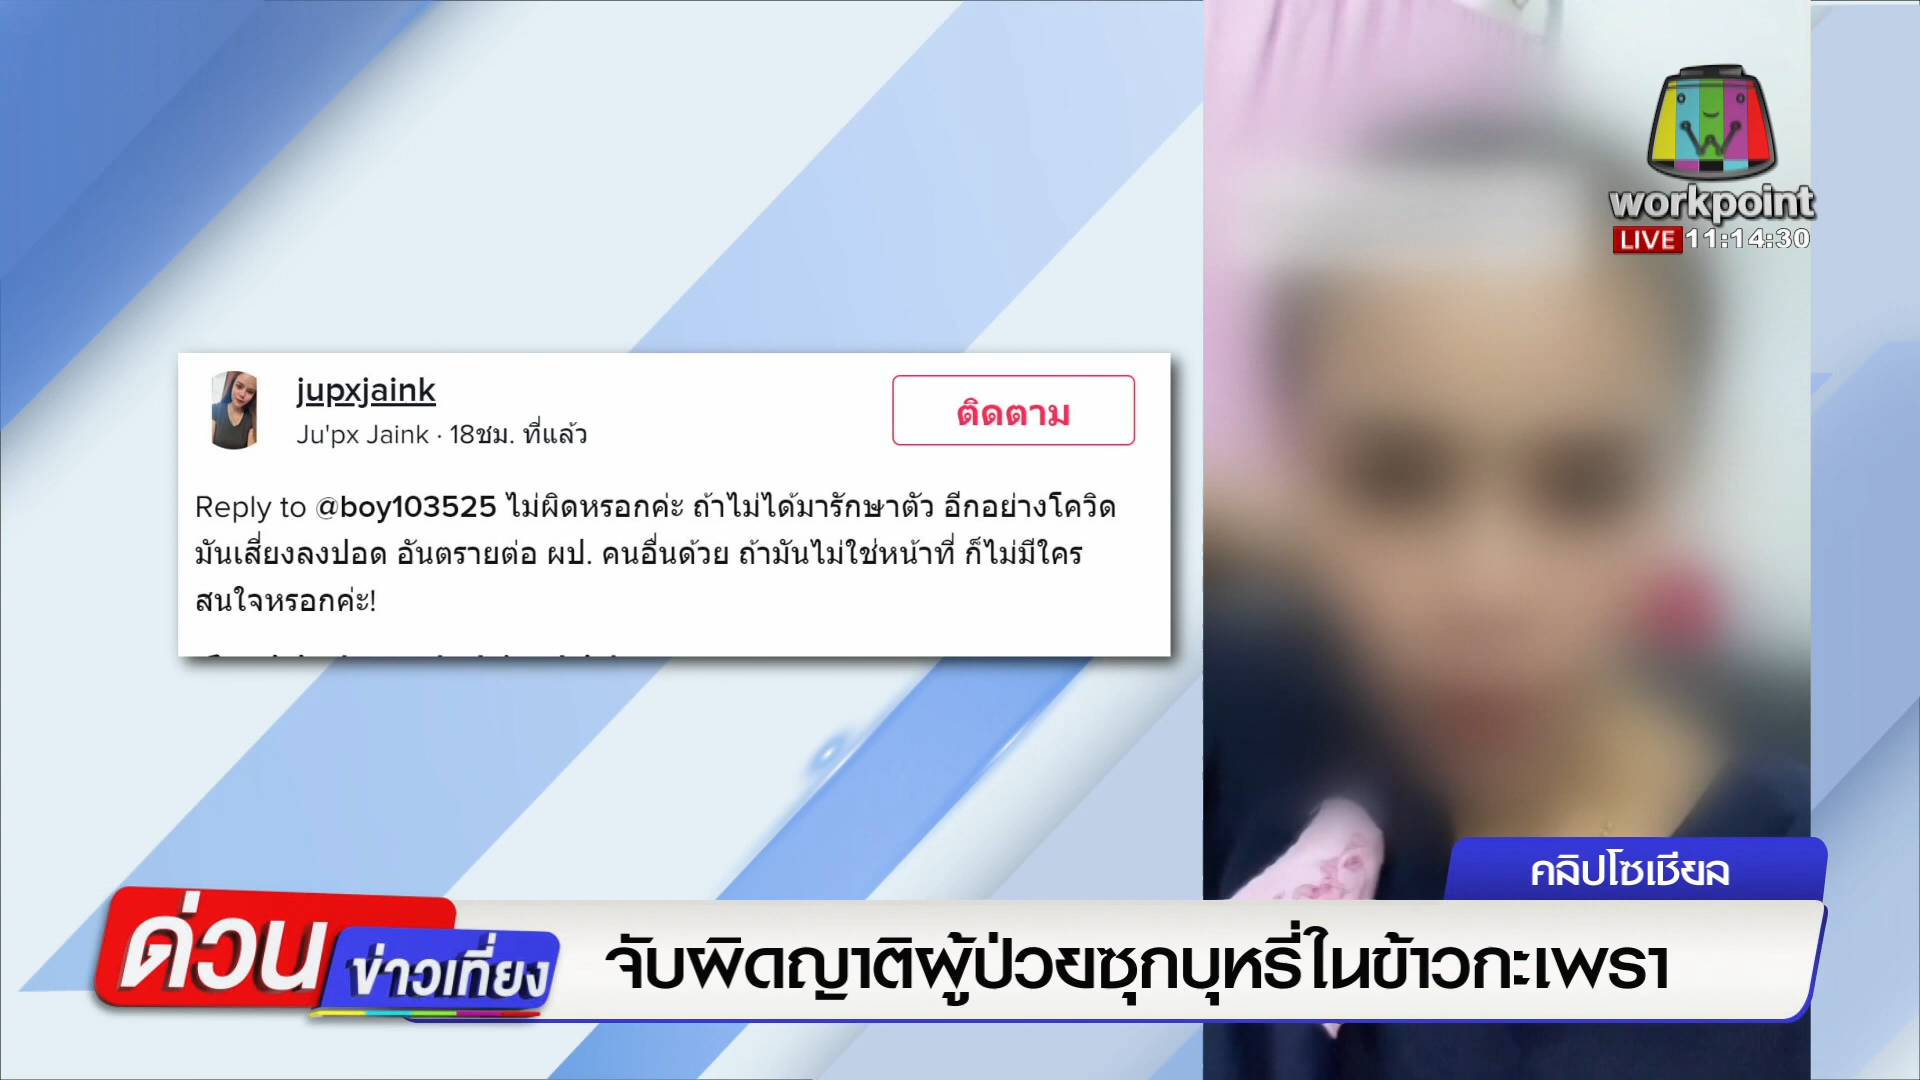 workpoint
LIVE 11:14:30
jupxjaink
Ju'px Jaink · 18ชม. ที่แล้ว
ติดตาม
Reply to @boy103525 ไม่ผิดหรอกค่ะ ถ้าไม่ได้มารักษาตัว อีกอย่างโควิด
มันเสี่ยงลงปอด อันตรายต่อ ผป. คนอื่นด้วย ถ้ามันไม่ใช่หน้าที่ ก็ไม่มีใคร
สนใจหรอกค่ะ!
คลิปโซเชียล
ด่วน
ข่าวเที่ยง
จับผิดญาติผู้ป่วยซุกบุหรี่ในข้าวกะเพรา